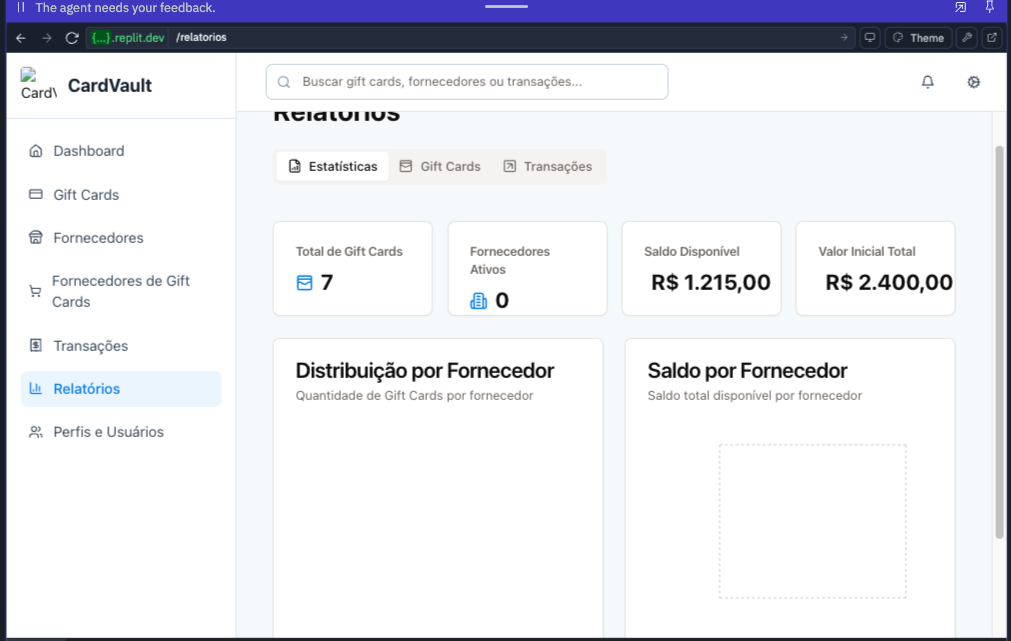 The agent needs your feedback.
{...}.replit.dev /relatorios
Theme
CardV
CardVault
Buscar gift cards, fornecedores ou transações...
Dashboard
Gift Cards
Fornecedores
Fornecedores de Gift
Cards
Transações
Relatórios
Perfis e Usuários
Relatórios
Estatísticas
Gift Cards
Transações
Total de Gift Cards
7
Fornecedores
Ativos
0
Saldo Disponível
R$ 1.215,00
Valor Inicial Total
R$ 2.400,00
Distribuição por Fornecedor
Quantidade de Gift Cards por fornecedor
Saldo por Fornecedor
Saldo total disponível por fornecedor